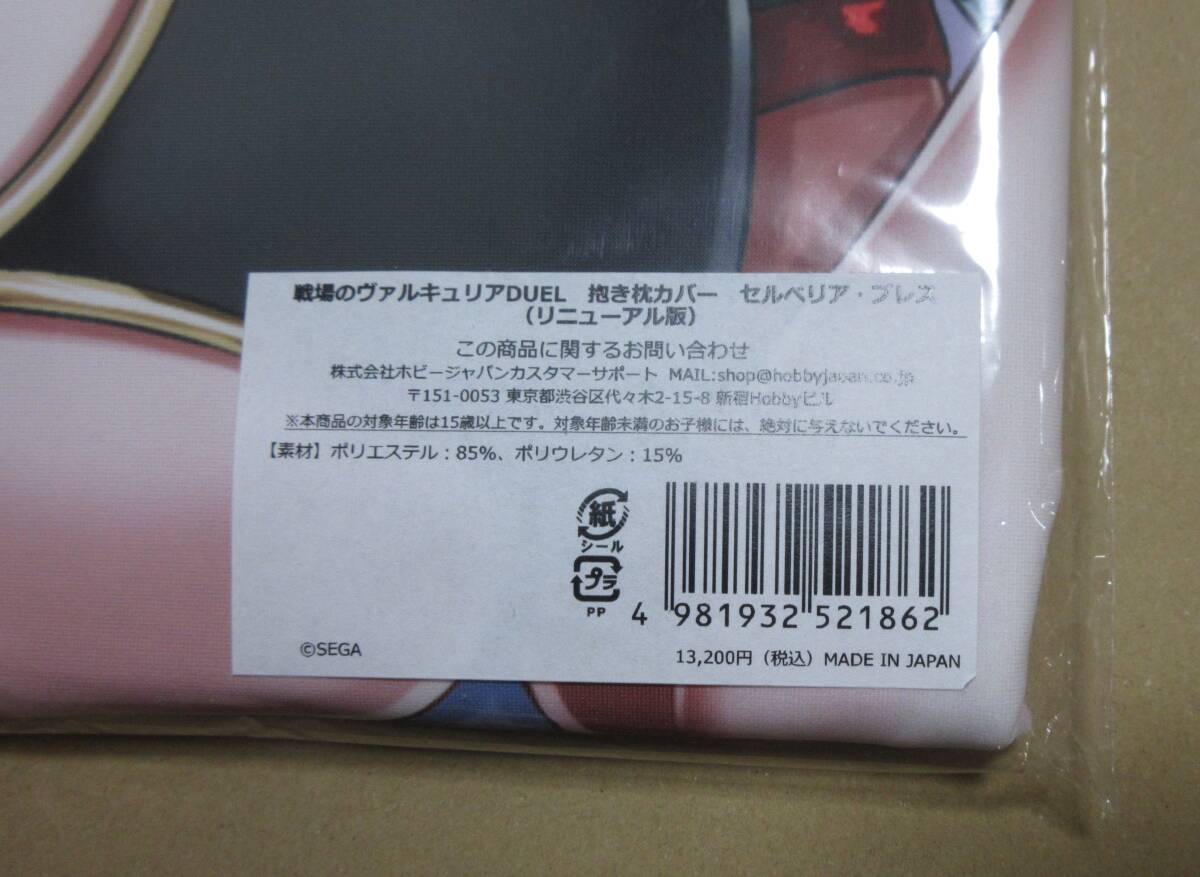 戦場のヴァルキュリアDUEL　抱き枕カバー　セルベリア・ブレス
（リニューアル版）
この商品に関するお問い合わせ
株式会社ホビージャパンカスタマーサポート MAIL:shop@hobbyjapan.co.jp
〒151-0053 東京都渋谷区代々木2-15-8 新宿Hobbyビル
※本商品の対象年齢は15歳以上です。対象年齢未満のお子様には、絶対に与えないでください。
【素材】ポリエステル：85%、ポリウレタン：15%
紙
シール
プラ
PP
4 981932 521862
©SEGA
13,200円（税込）MADE IN JAPAN